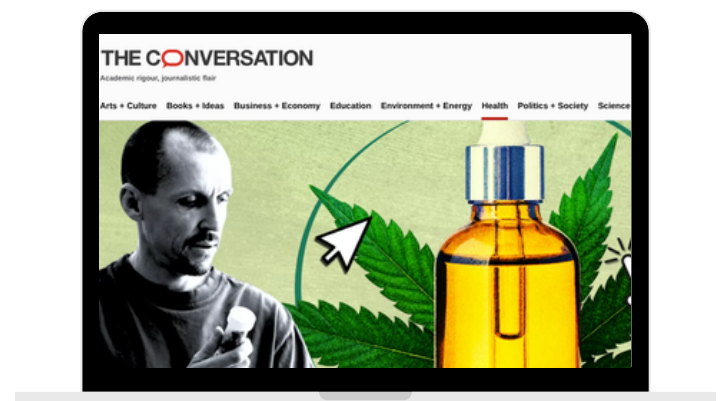 THE CONVERSATION
Academic rigour, journalistic flair
Arts + Culture Books + Ideas Business + Economy Education Environment + Energy Health Politics + Society Science